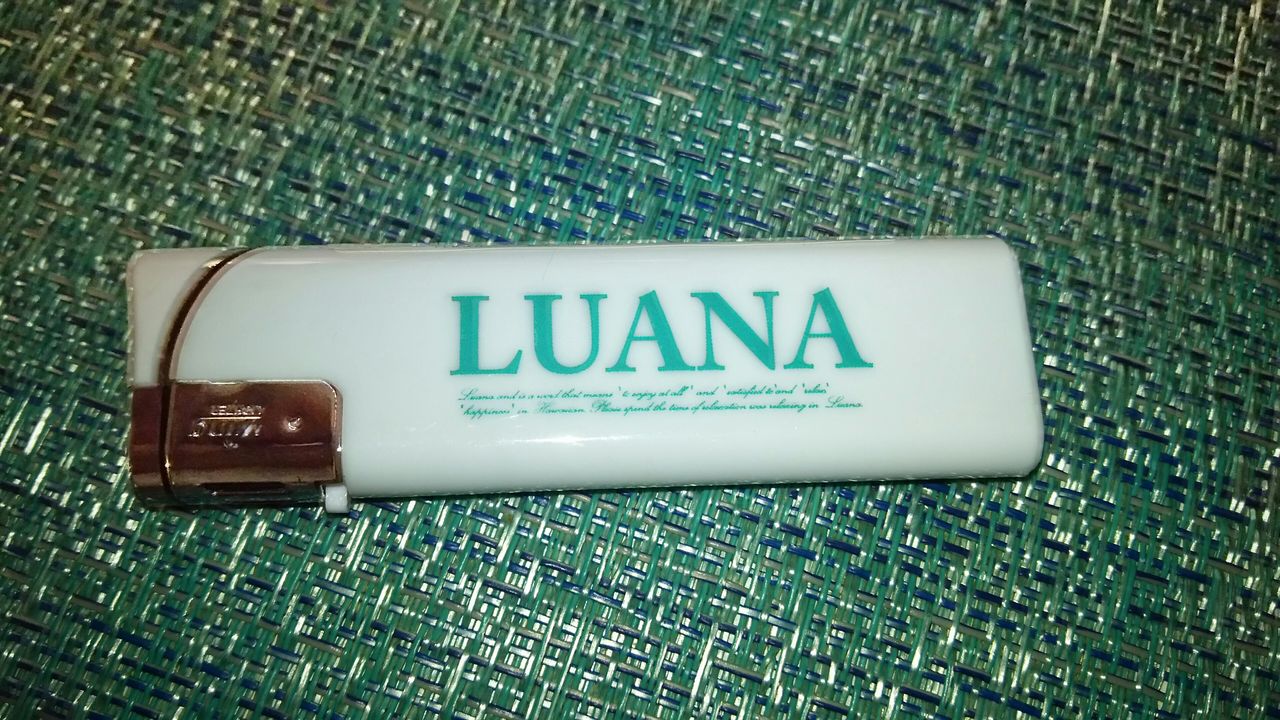 LUANA
Luana and is a word that means 'to enjoy at all' and 'satisfied to' and 'relax'
'happiness' in Hawaiian. Please spend the time of relaxation was relaxing in Luana.
GERMANY